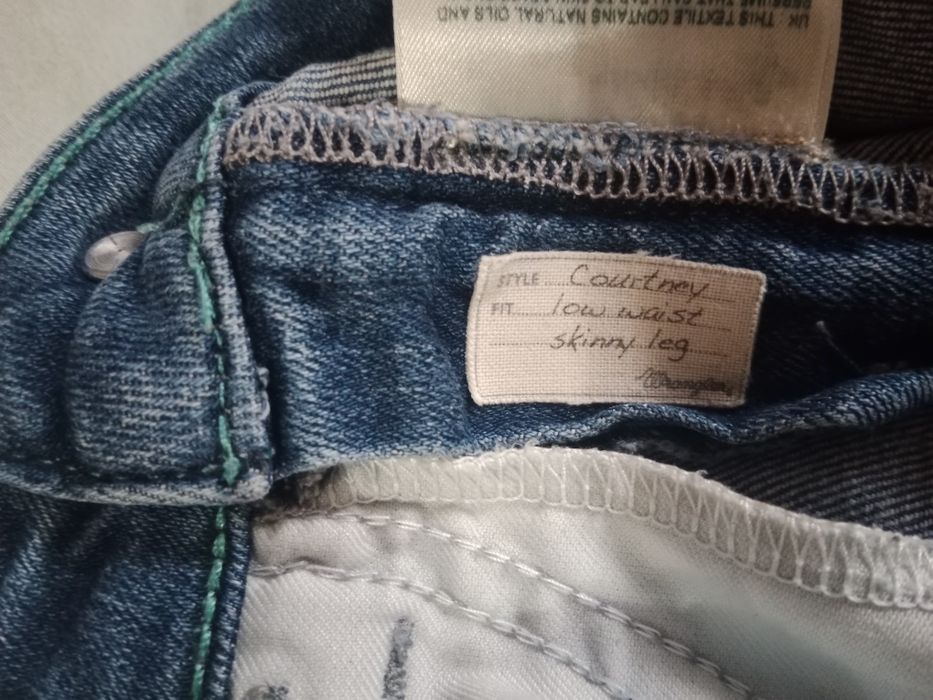 UK : THIS TEXTILE CONTAINS NATURAL OILS AND
STYLE Courtney
FIT low waist
skinny leg
Wrangler